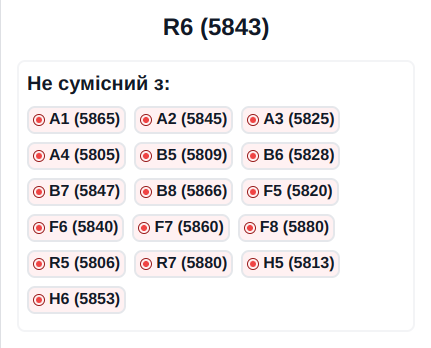 R6 (5843)
Не сумісний з:
A1 (5865) A2 (5845) A3 (5825)
A4 (5805) B5 (5809) B6 (5828)
B7 (5847) B8 (5866) F5 (5820)
F6 (5840) F7 (5860) F8 (5880)
R5 (5806) R7 (5880) H5 (5813)
H6 (5853)